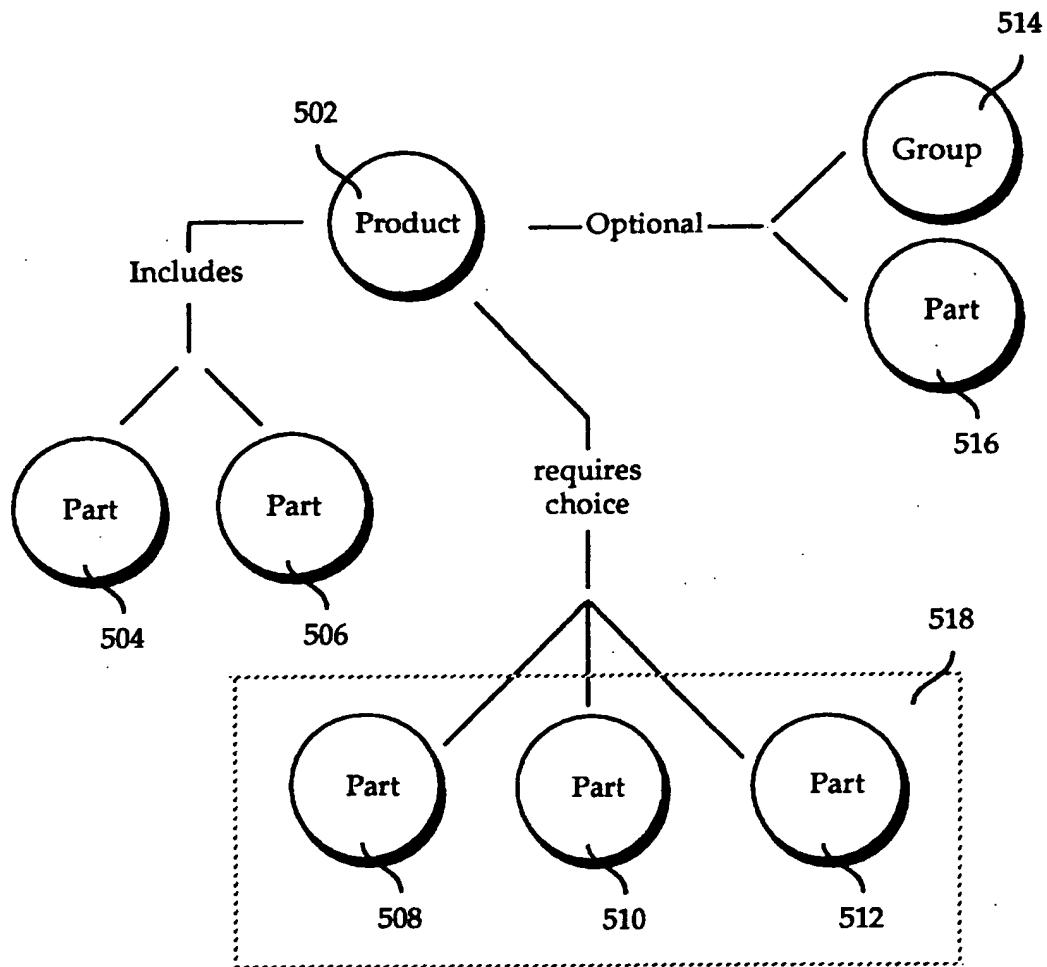 514
502
Group
Product
Optional
Includes
Part
516
requires
choice
Part
Part
504
506
518
Part
Part
Part
508
510
512